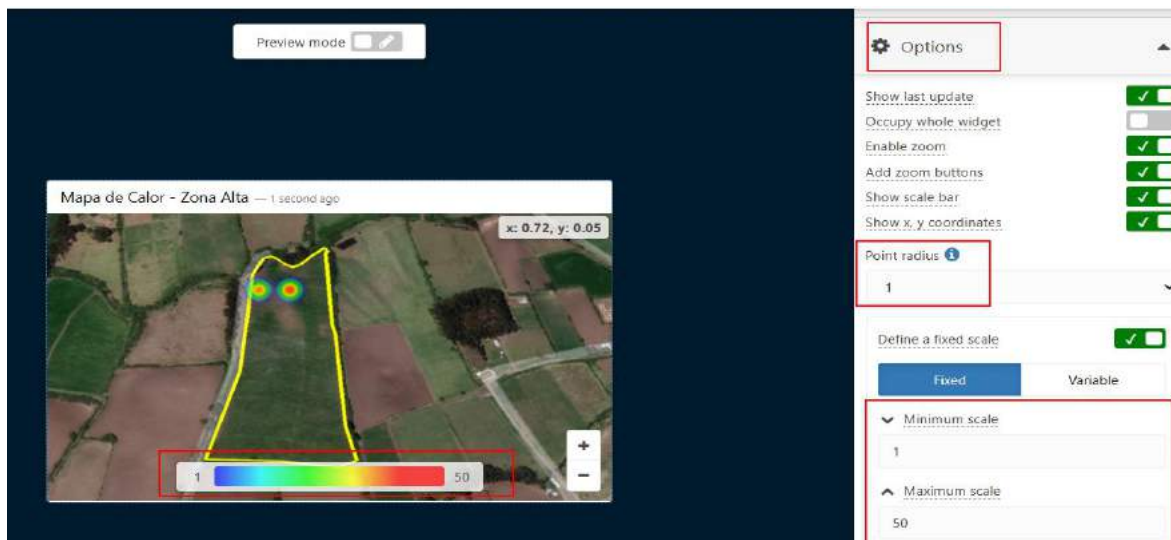 Preview mode
Mapa de Calor - Zona Alta — 1 second ago
x: 0.72, y: 0.05
1
50
+
−
Options
Show last update
Occupy whole widget
Enable zoom
Add zoom buttons
Show scale bar
Show x, y coordinates
Point radius
1
Define a fixed scale
Fixed Variable
Minimum scale
1
Maximum scale
50